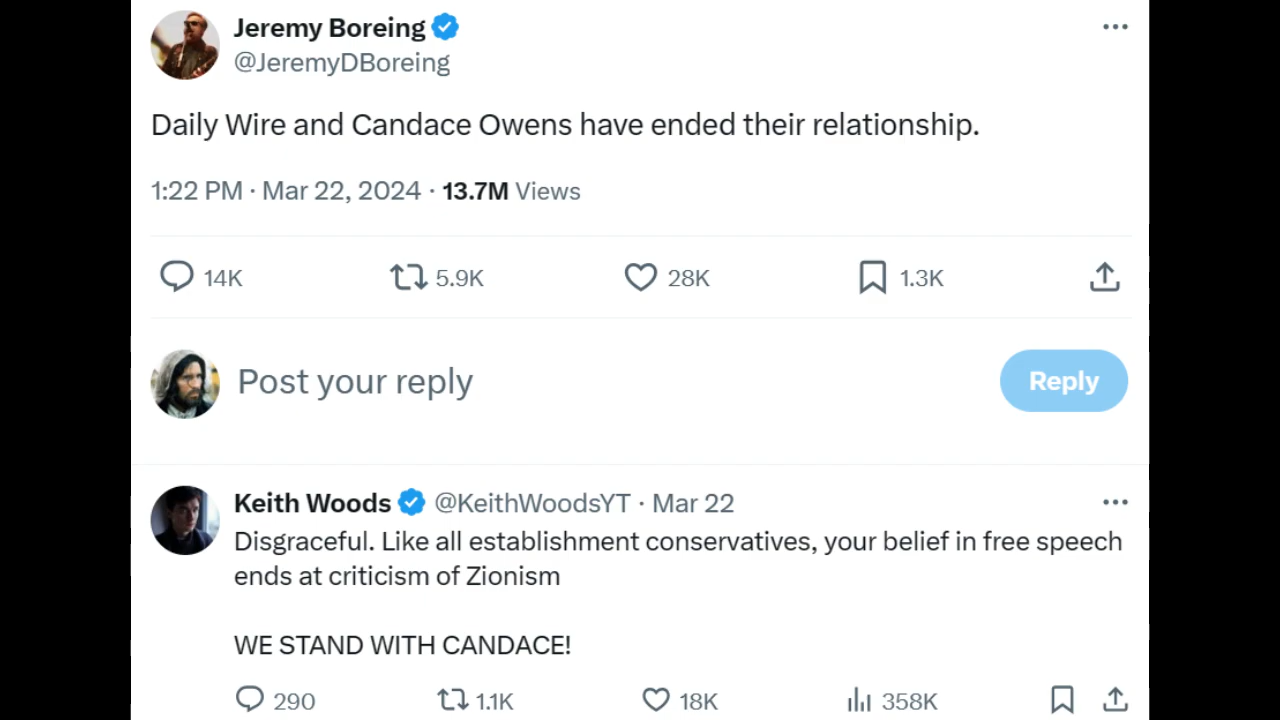 Jeremy Boreing
@JeremyDBoreing
Daily Wire and Candace Owens have ended their relationship.
1:22 PM · Mar 22, 2024 · 13.7M Views
14K 5.9K 28K 1.3K
Post your reply Reply
Keith Woods @KeithWoodsYT · Mar 22
Disgraceful. Like all establishment conservatives, your belief in free speech
ends at criticism of Zionism
WE STAND WITH CANDACE!
290 1.1K 18K 358K